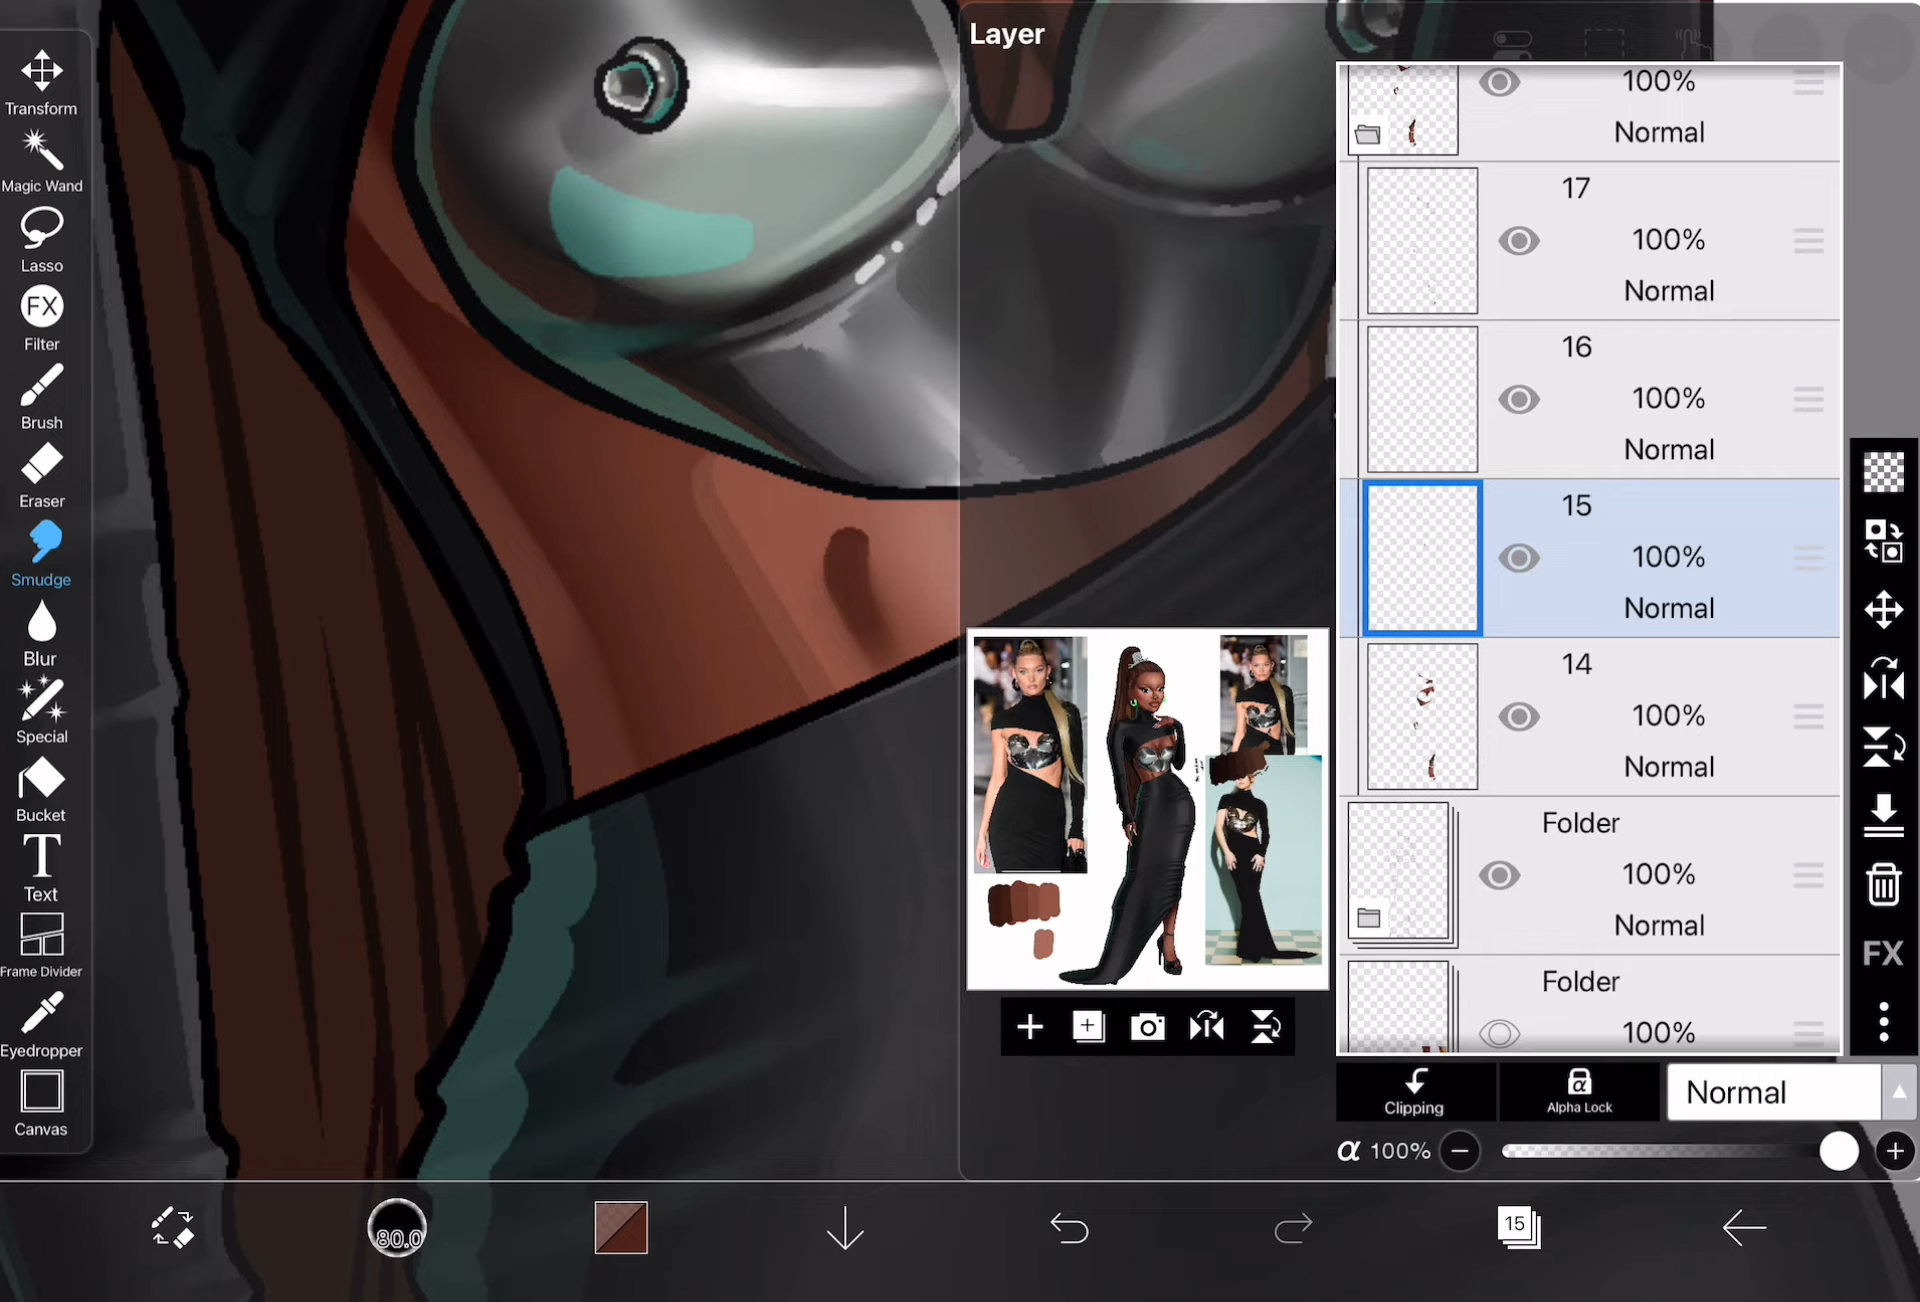 Layer
Transform
Magic Wand
Lasso
FX
Filter
Brush
Eraser
Smudge
Blur
Special
Bucket
T
Text
Frame Divider
Eyedropper
Canvas
100%
Normal
17
100%
Normal
16
100%
Normal
15
100%
Normal
14
100%
Normal
Folder
100%
Normal
Folder
100%
FX
Clipping
α
Alpha Lock
Normal
α 100%
80.0
15